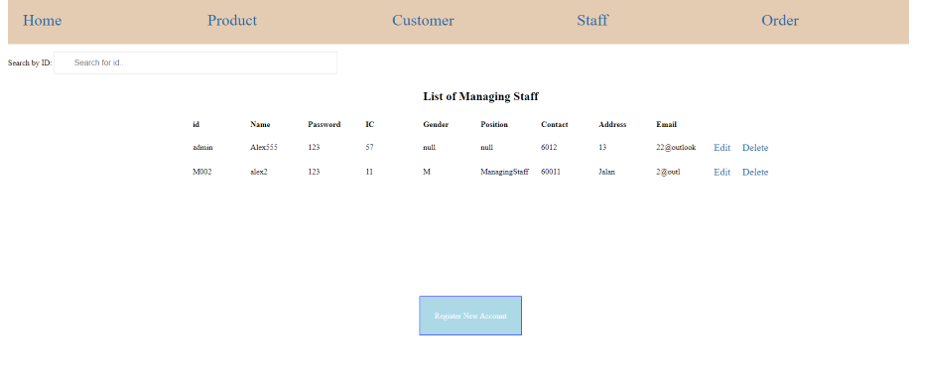 Home Product Customer Staff Order
Search by ID: Search for id..
List of Managing Staff
id Name Password IC Gender Position Contact Address Email
admin Alex555 123 57 null null 6012 13 22@outlook Edit Delete
M002 alex2 123 11 M ManagingStaff 60011 Jalan 2@outl Edit Delete
Register New Account